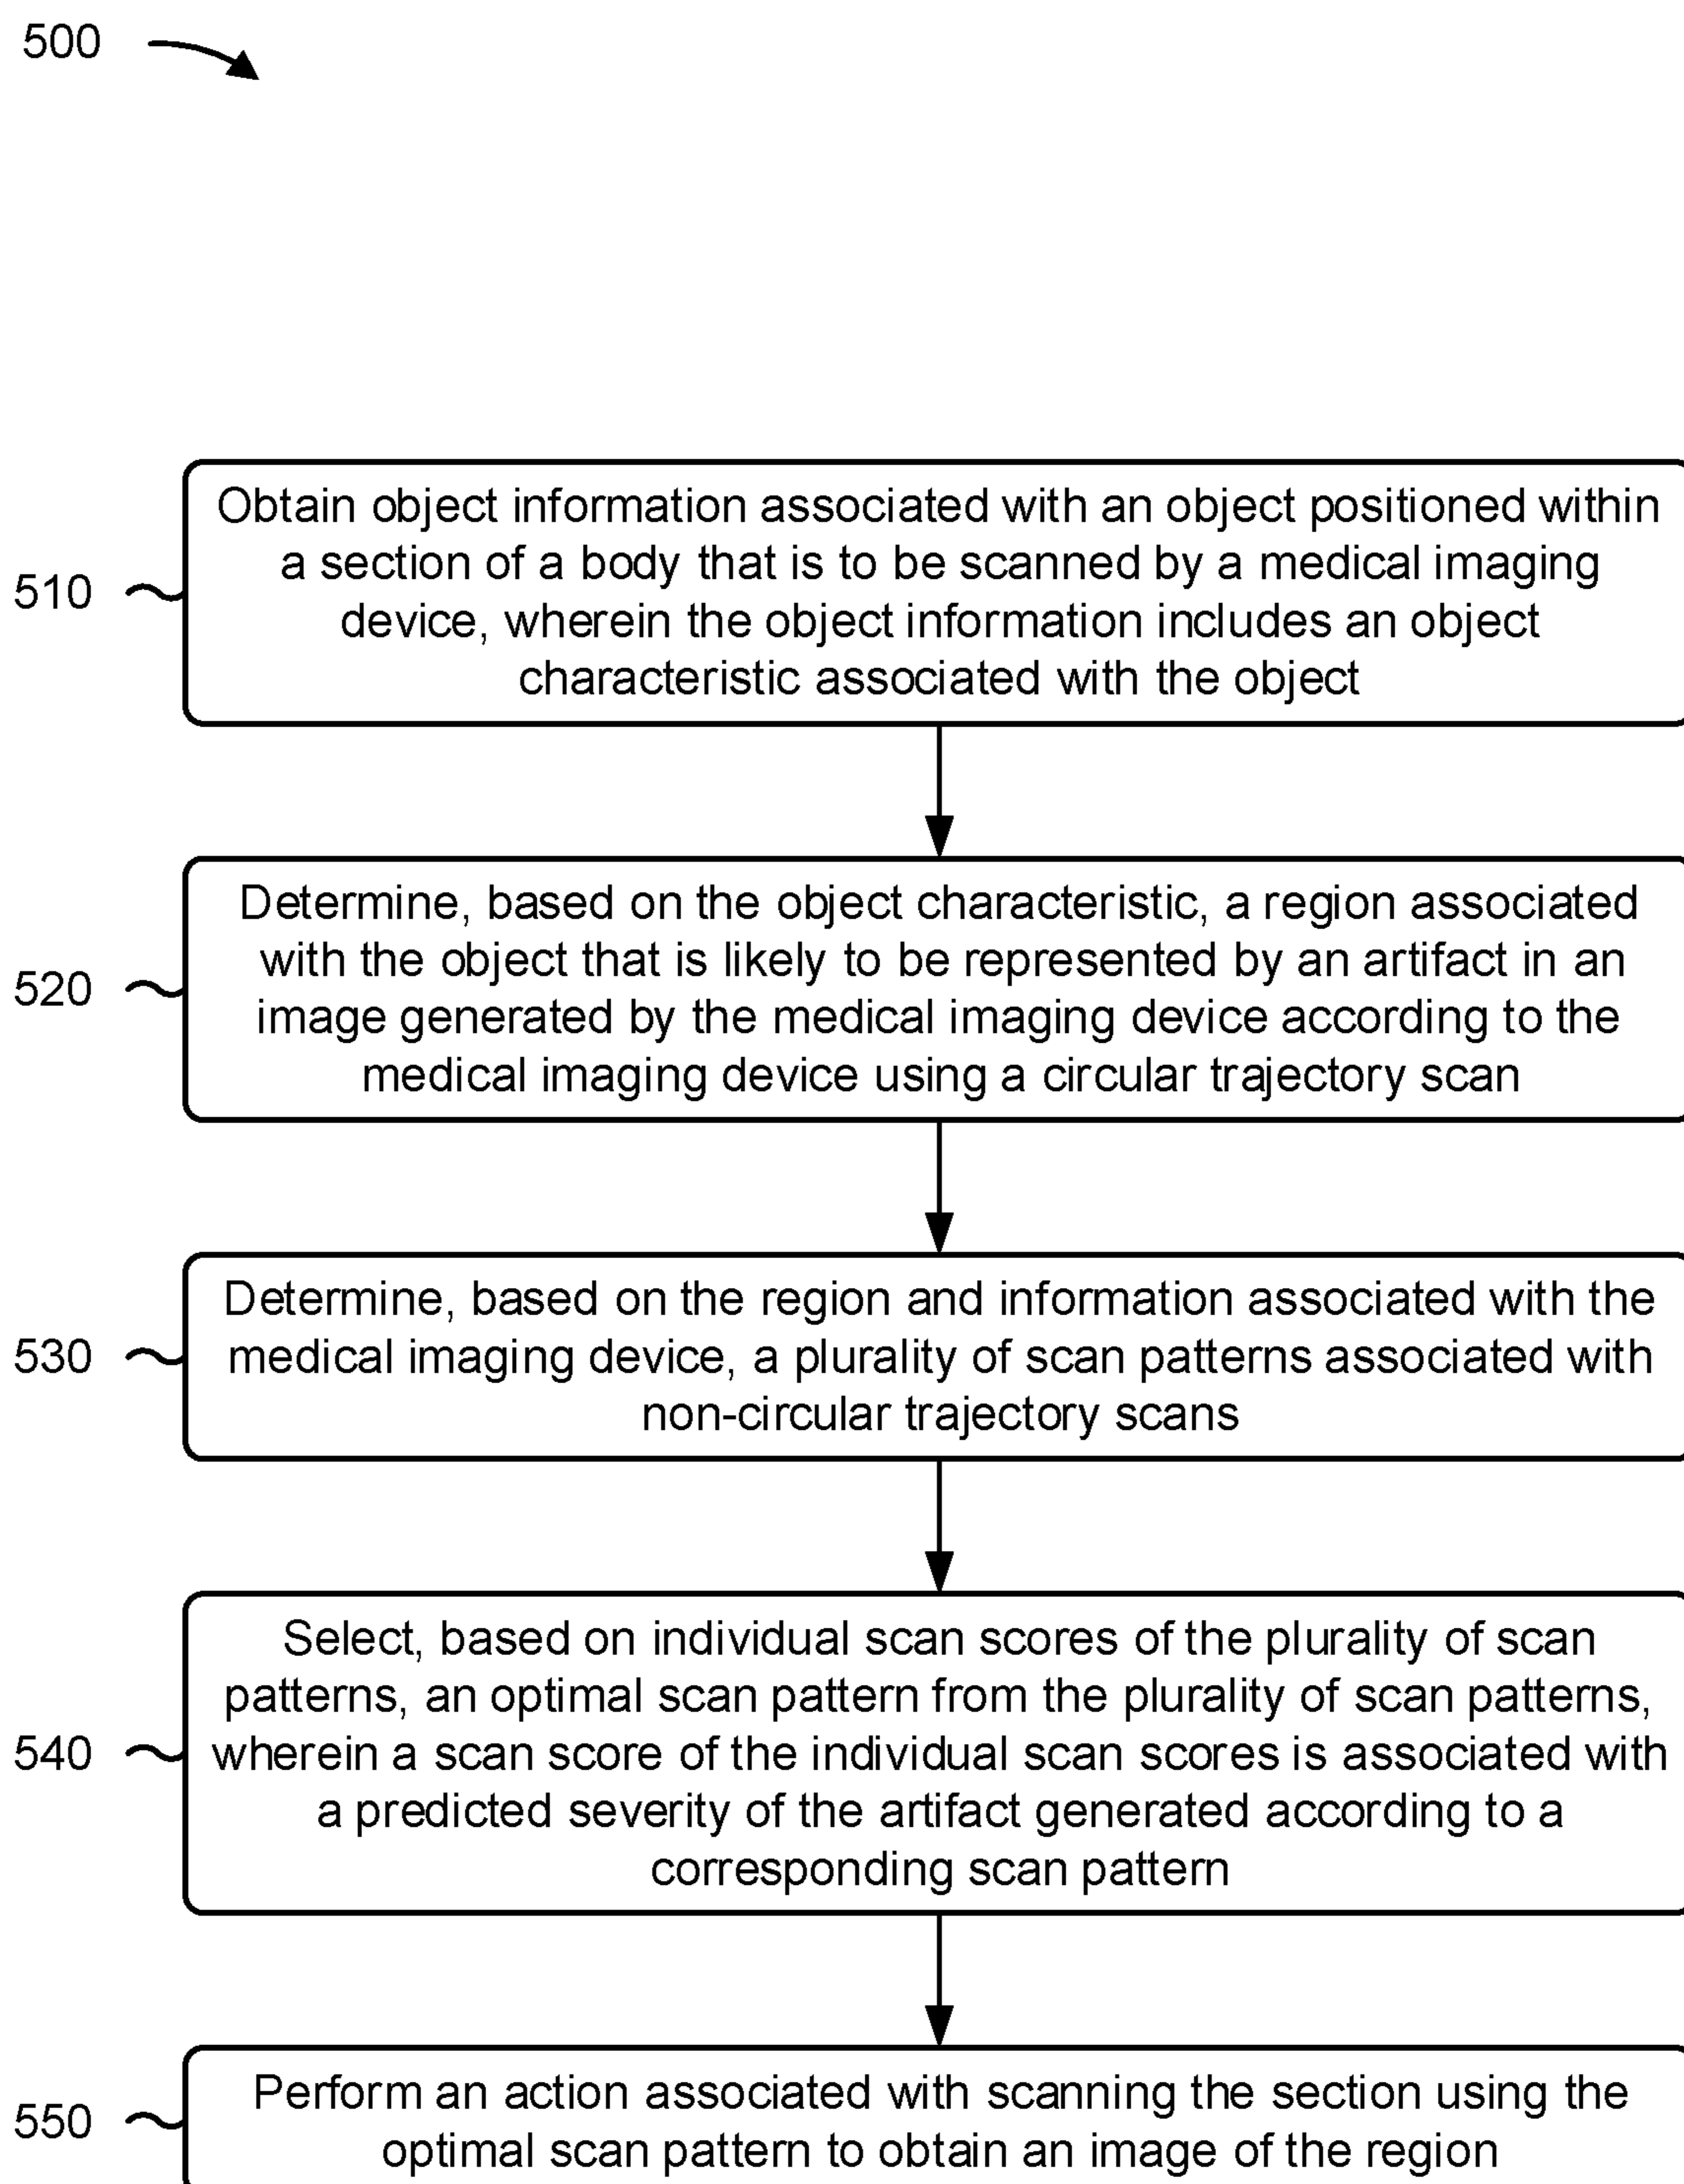 500
510
Obtain object information associated with an object positioned within
a section of a body that is to be scanned by a medical imaging
device, wherein the object information includes an object
characteristic associated with the object
520
Determine, based on the object characteristic, a region associated
with the object that is likely to be represented by an artifact in an
image generated by the medical imaging device according to the
medical imaging device using a circular trajectory scan
530
Determine, based on the region and information associated with the
medical imaging device, a plurality of scan patterns associated with
non-circular trajectory scans
540
Select, based on individual scan scores of the plurality of scan
patterns, an optimal scan pattern from the plurality of scan patterns,
wherein a scan score of the individual scan scores is associated with
a predicted severity of the artifact generated according to a
corresponding scan pattern
550
Perform an action associated with scanning the section using the
optimal scan pattern to obtain an image of the region